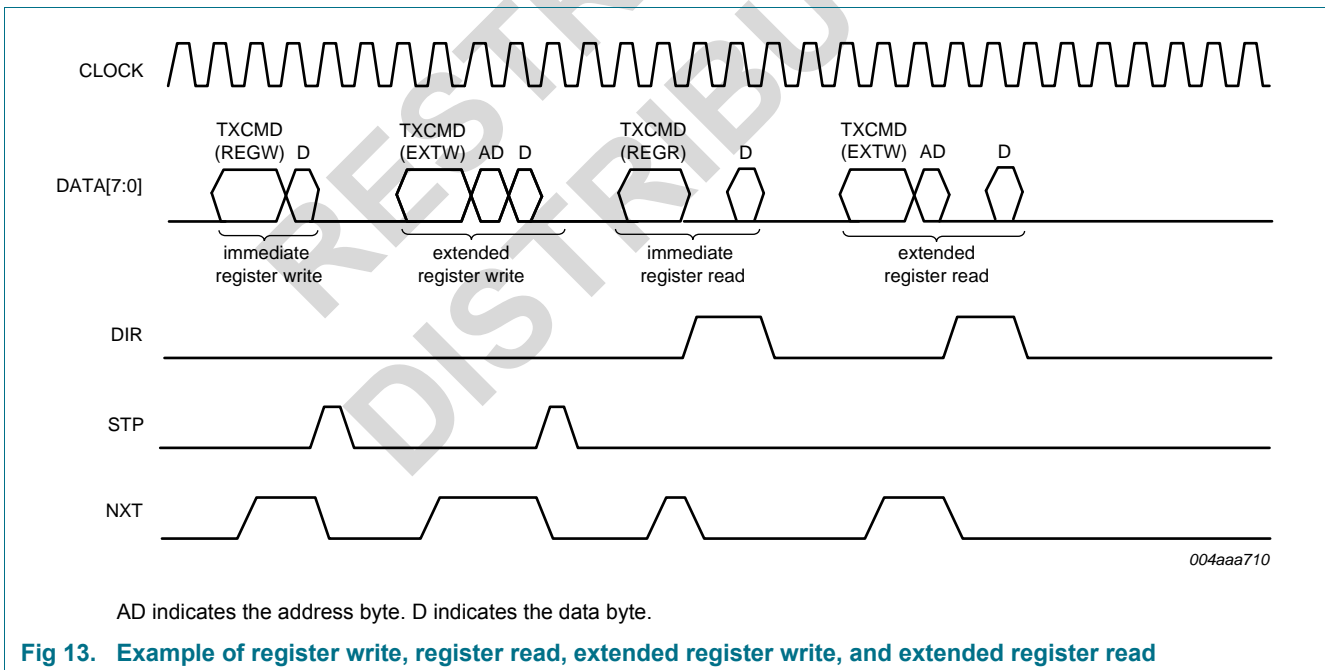 RESTR
DISTRIBU
CLOCK
TXCMD
(REGW) D
TXCMD
(EXTW) AD D
TXCMD
(REGR) D
TXCMD
(EXTW) AD D
DATA[7:0]
immediate
register write
extended
register write
immediate
register read
extended
register read
DIR
STP
NXT
004aaa710
AD indicates the address byte. D indicates the data byte.
Fig 13. Example of register write, register read, extended register write, and extended register read